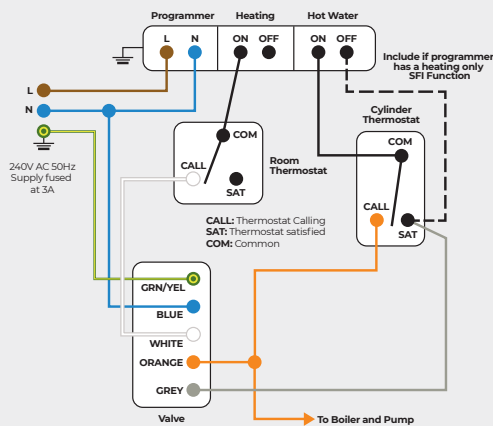 Programmer Heating Hot Water
L N ON OFF ON OFF
Include if programmer
has a heating only
SFI Function
L
N
240V AC 50Hz
Supply fused
at 3A
COM
CALL
SAT
Room
Thermostat
Cylinder
Thermostat
COM
CALL
SAT
CALL: Thermostat Calling
SAT: Thermostat satisfied
COM: Common
GRN/YEL
BLUE
WHITE
ORANGE
GREY
Valve
To Boiler and Pump